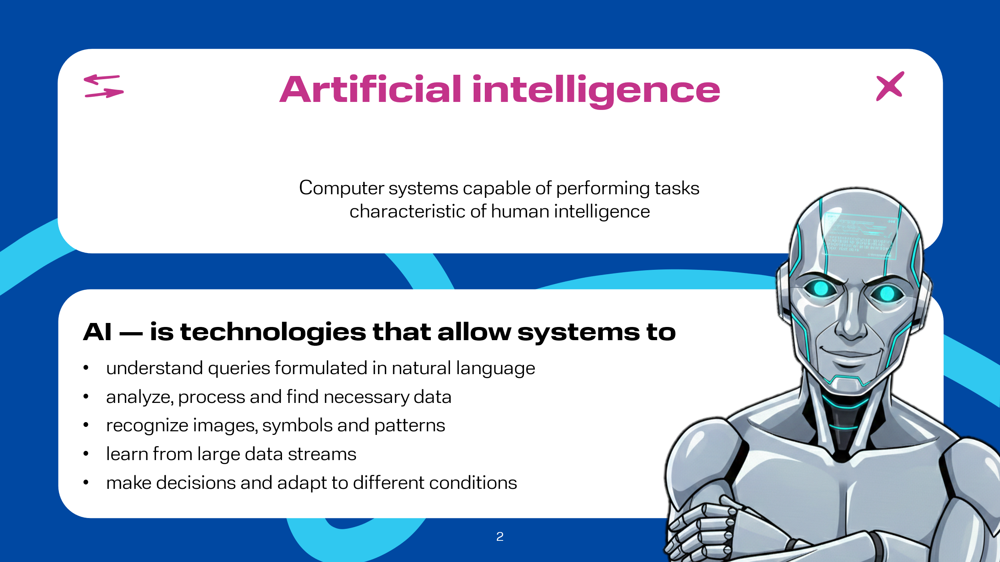 Artificial intelligence
Computer systems capable of performing tasks
characteristic of human intelligence
AI — is technologies that allow systems to
• understand queries formulated in natural language
• analyze, process and find necessary data
• recognize images, symbols and patterns
• learn from large data streams
• make decisions and adapt to different conditions
2